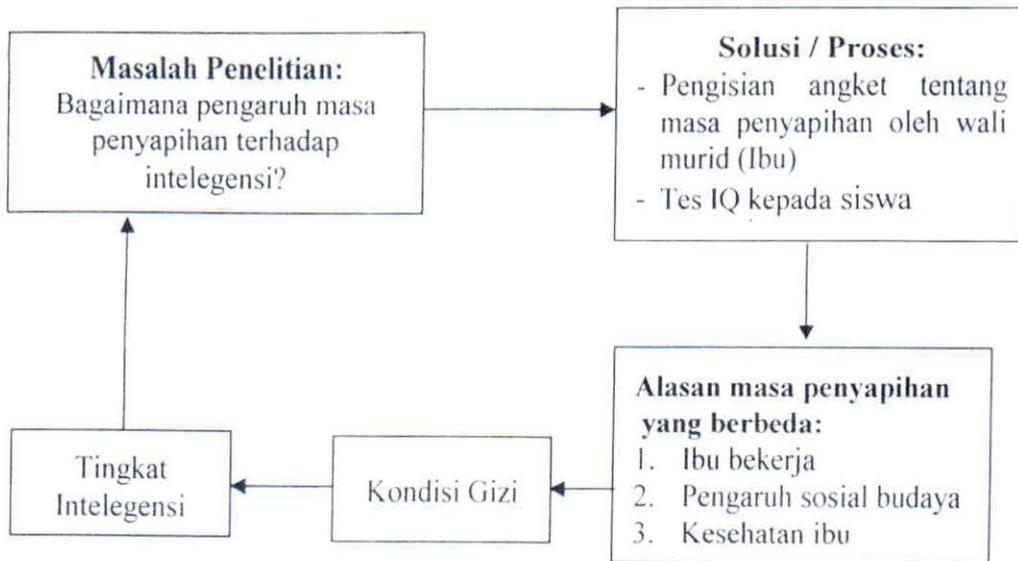 Masalah Penelitian:
Bagaimana pengaruh masa
penyapihan terhadap
intelegensi?
Solusi / Proses:
- Pengisian angket tentang
masa penyapihan oleh wali
murid (Ibu)
- Tes IQ kepada siswa
Alasan masa penyapihan
yang berbeda:
1. Ibu bekerja
2. Pengaruh sosial budaya
3. Kesehatan ibu
Kondisi Gizi
Tingkat
Intelegensi